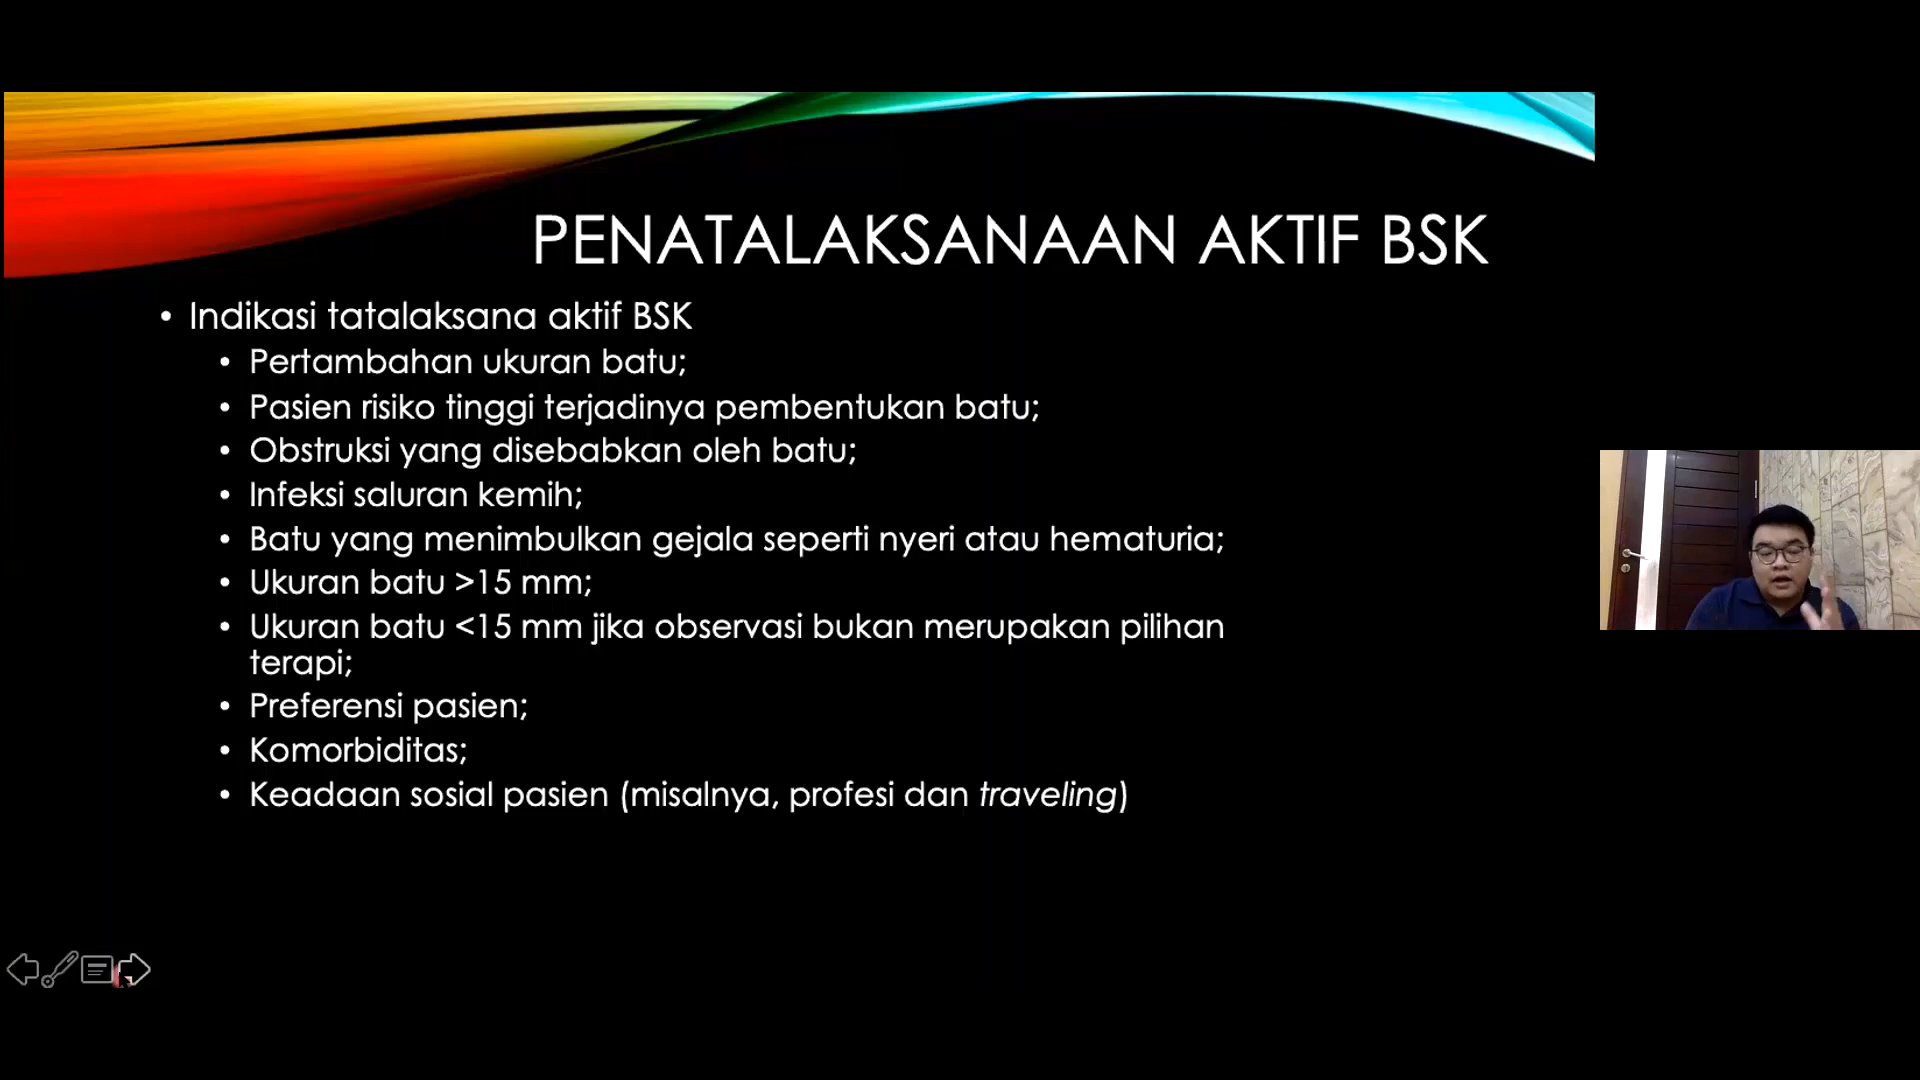 PENATALAKSANAAN AKTIF BSK
• Indikasi tatalaksana aktif BSK
• Pertambahan ukuran batu;
• Pasien risiko tinggi terjadinya pembentukan batu;
• Obstruksi yang disebabkan oleh batu;
• Infeksi saluran kemih;
• Batu yang menimbulkan gejala seperti nyeri atau hematuria;
• Ukuran batu >15 mm;
• Ukuran batu <15 mm jika observasi bukan merupakan pilihan
terapi;
• Preferensi pasien;
• Komorbiditas;
• Keadaan sosial pasien (misalnya, profesi dan traveling)